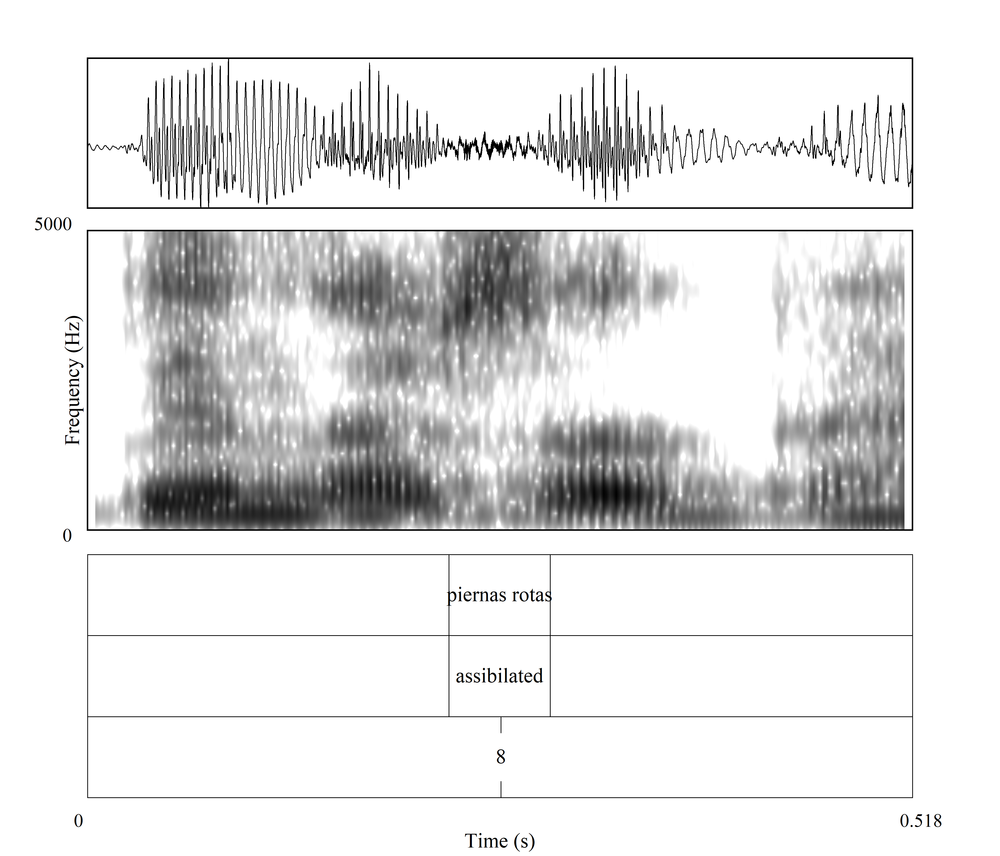 5000
Frequency (Hz)
0
piernas rotas
assibilated
8
0
0.518
Time (s)